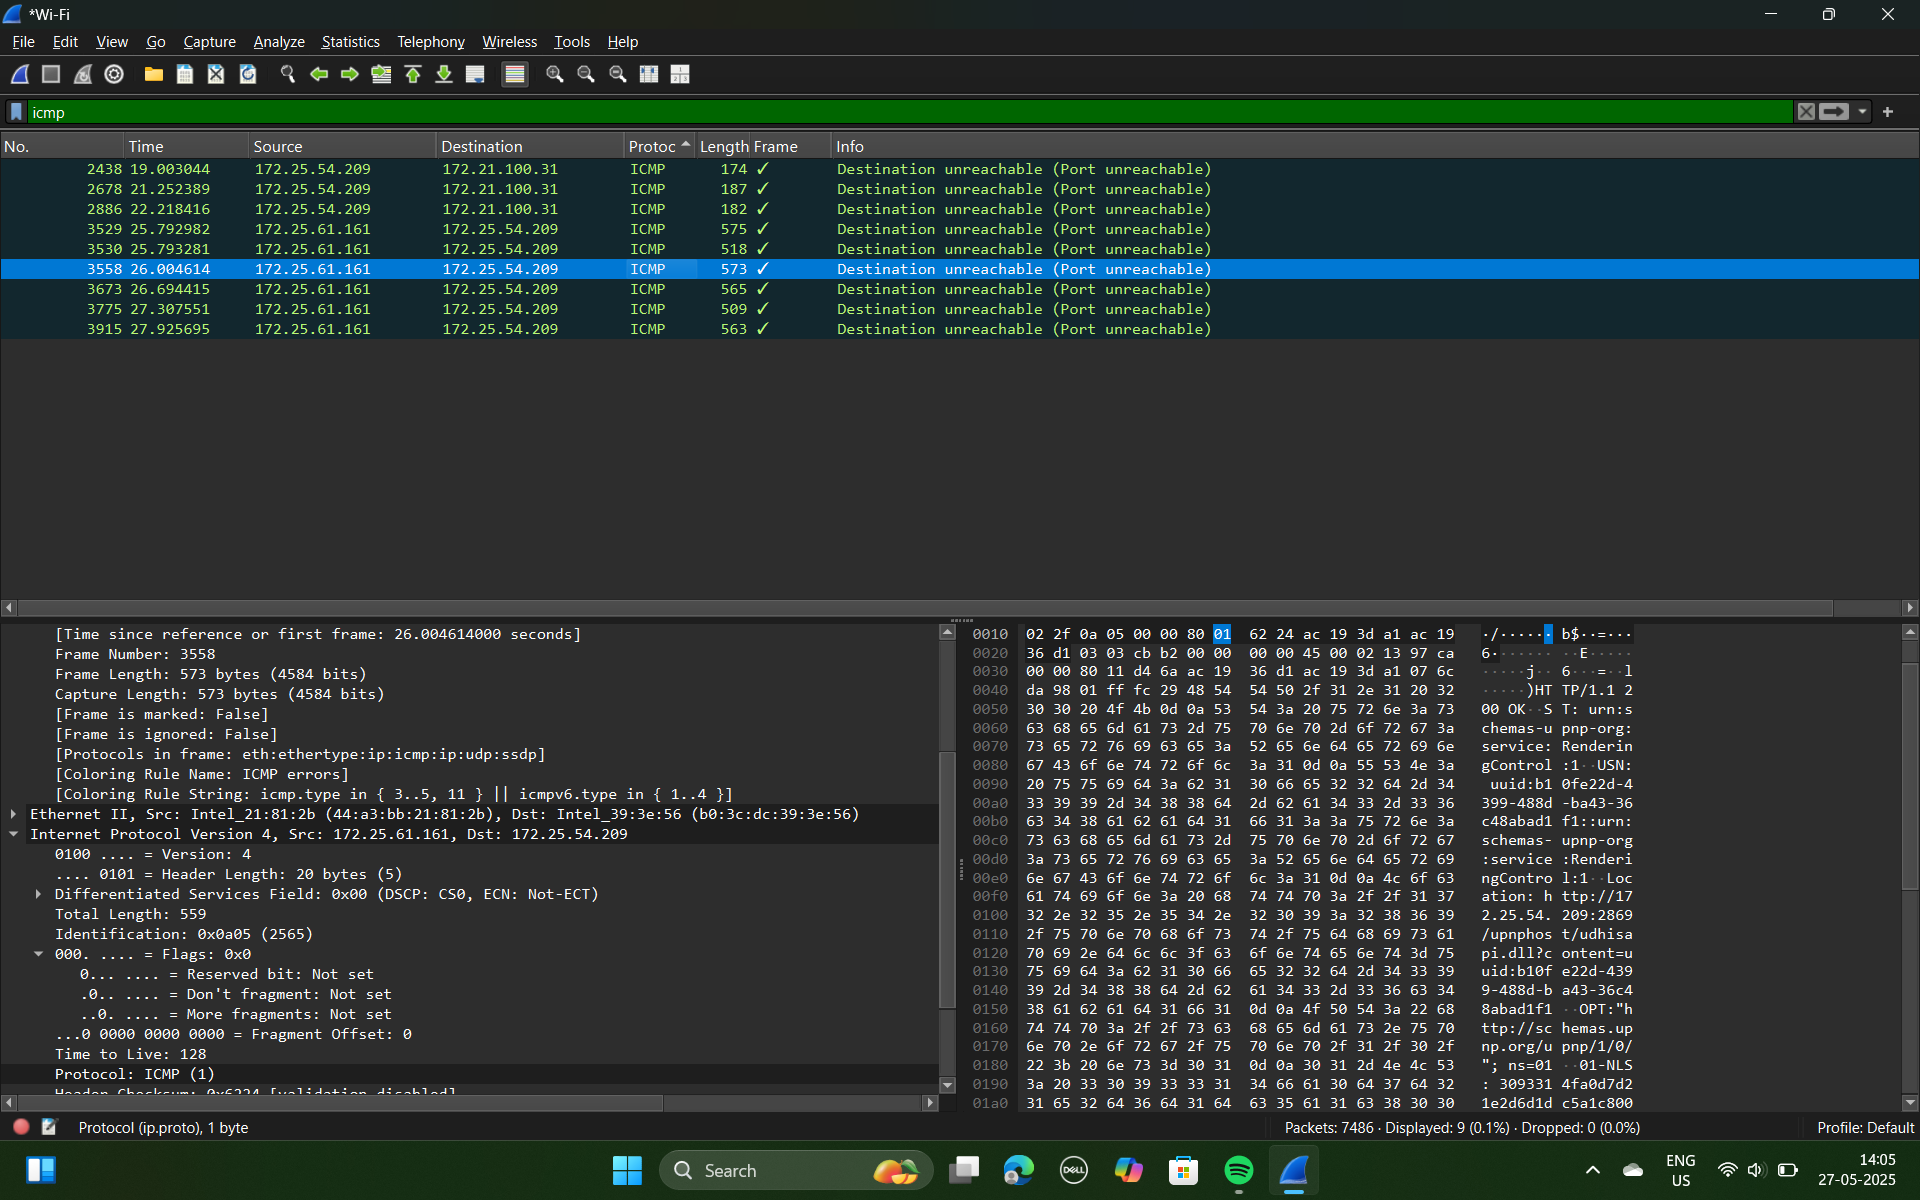 *Wi-Fi
File Edit View Go Capture Analyze Statistics Telephony Wireless Tools Help
icmp
No. Time Source Destination Protoc Length Frame Info
2438 19.003044 172.25.54.209 172.21.100.31 ICMP 174 ✓ Destination unreachable (Port unreachable)
2678 21.252389 172.25.54.209 172.21.100.31 ICMP 187 ✓ Destination unreachable (Port unreachable)
2886 22.218416 172.25.54.209 172.21.100.31 ICMP 182 ✓ Destination unreachable (Port unreachable)
3529 25.792982 172.25.61.161 172.25.54.209 ICMP 575 ✓ Destination unreachable (Port unreachable)
3530 25.793281 172.25.61.161 172.25.54.209 ICMP 518 ✓ Destination unreachable (Port unreachable)
3558 26.004614 172.25.61.161 172.25.54.209 ICMP 573 ✓ Destination unreachable (Port unreachable)
3673 26.694415 172.25.61.161 172.25.54.209 ICMP 565 ✓ Destination unreachable (Port unreachable)
3775 27.307551 172.25.61.161 172.25.54.209 ICMP 509 ✓ Destination unreachable (Port unreachable)
3915 27.925695 172.25.61.161 172.25.54.209 ICMP 563 ✓ Destination unreachable (Port unreachable)
[Time since reference or first frame: 26.004614000 seconds]
Frame Number: 3558
Frame Length: 573 bytes (4584 bits)
Capture Length: 573 bytes (4584 bits)
[Frame is marked: False]
[Frame is ignored: False]
[Protocols in frame: eth:ethertype:ip:icmp:ip:udp:ssdp]
[Coloring Rule Name: ICMP errors]
[Coloring Rule String: icmp.type in { 3..5, 11 } || icmpv6.type in { 1..4 }]
Ethernet II, Src: Intel_21:81:2b (44:a3:bb:21:81:2b), Dst: Intel_39:3e:56 (b0:3c:dc:39:3e:56)
Internet Protocol Version 4, Src: 172.25.61.161, Dst: 172.25.54.209
0100 .... = Version: 4
.... 0101 = Header Length: 20 bytes (5)
Differentiated Services Field: 0x00 (DSCP: CS0, ECN: Not-ECT)
Total Length: 559
Identification: 0x0a05 (2565)
000. .... = Flags: 0x0
0... .... = Reserved bit: Not set
.0.. .... = Don't fragment: Not set
..0. .... = More fragments: Not set
...0 0000 0000 0000 = Fragment Offset: 0
Time to Live: 128
Protocol: ICMP (1)
Header Checksum: 0x6224 [validation disabled]
0010 02 2f 0a 05 00 00 80 01 62 24 ac 19 3d a1 ac 19 ·/······ b$··=···
0020 36 d1 03 03 cb b2 00 00 00 00 45 00 02 13 97 ca 6······· ··E·····
0030 00 00 80 11 d4 6a ac 19 36 d1 ac 19 3d a1 07 6c ·····j·· 6···=··l
0040 da 98 01 ff fc 29 48 54 54 50 2f 31 2e 31 20 32 ·····)HT TP/1.1 2
0050 30 30 20 4f 4b 0d 0a 53 54 3a 20 75 72 6e 3a 73 00 OK··S T: urn:s
0060 63 68 65 6d 61 73 2d 75 70 6e 70 2d 6f 72 67 3a chemas-u pnp-org:
0070 73 65 72 76 69 63 65 3a 52 65 6e 64 65 72 69 6e service: Renderin
0080 67 43 6f 6e 74 72 6f 6c 3a 31 0d 0a 55 53 4e 3a gControl :1··USN:
0090 20 75 75 69 64 3a 62 31 30 66 65 32 32 64 2d 34 uuid:b1 0fe22d-4
00a0 33 39 39 2d 34 38 38 64 2d 62 61 34 33 2d 33 36 399-488d -ba43-36
00b0 63 34 38 61 62 61 64 31 66 31 3a 3a 75 72 6e 3a c48abad1 f1::urn:
00c0 73 63 68 65 6d 61 73 2d 75 70 6e 70 2d 6f 72 67 schemas- upnp-org
00d0 3a 73 65 72 76 69 63 65 3a 52 65 6e 64 65 72 69 :service :Renderi
00e0 6e 67 43 6f 6e 74 72 6f 6c 3a 31 0d 0a 4c 6f 63 ngContro l:1··Loc
00f0 61 74 69 6f 6e 3a 20 68 74 74 70 3a 2f 2f 31 37 ation: h ttp://17
0100 32 2e 32 35 2e 35 34 2e 32 30 39 3a 32 38 36 39 2.25.54. 209:2869
0110 2f 75 70 6e 70 68 6f 73 74 2f 75 64 68 69 73 61 /upnphos t/udhisa
0120 70 69 2e 64 6c 6c 3f 63 6f 6e 74 65 6e 74 3d 75 pi.dll?c ontent=u
0130 75 69 64 3a 62 31 30 66 65 32 32 64 2d 34 33 39 uid:b10f e22d-439
0140 39 2d 34 38 38 64 2d 62 61 34 33 2d 33 36 63 34 9-488d-b a43-36c4
0150 38 61 62 61 64 31 66 31 0d 0a 4f 50 54 3a 22 68 8abad1f1 ··OPT:"h
0160 74 74 70 3a 2f 2f 73 63 68 65 6d 61 73 2e 75 70 ttp://sc hemas.up
0170 6e 70 2e 6f 72 67 2f 75 70 6e 70 2f 31 2f 30 2f np.org/u pnp/1/0/
0180 22 3b 20 6e 73 3d 30 31 0d 0a 30 31 2d 4e 4c 53 "; ns=01 ··01-NLS
0190 3a 20 33 30 39 33 33 31 34 66 61 30 64 37 64 32 : 309331 4fa0d7d2
01a0 31 65 32 64 36 64 31 64 63 35 61 31 63 38 30 30 1e2d6d1d c5a1c800
Protocol (ip.proto), 1 byte
Packets: 7486 · Displayed: 9 (0.1%) · Dropped: 0 (0.0%)
Profile: Default
Search
DELL
ENG
US
14:05
27-05-2025